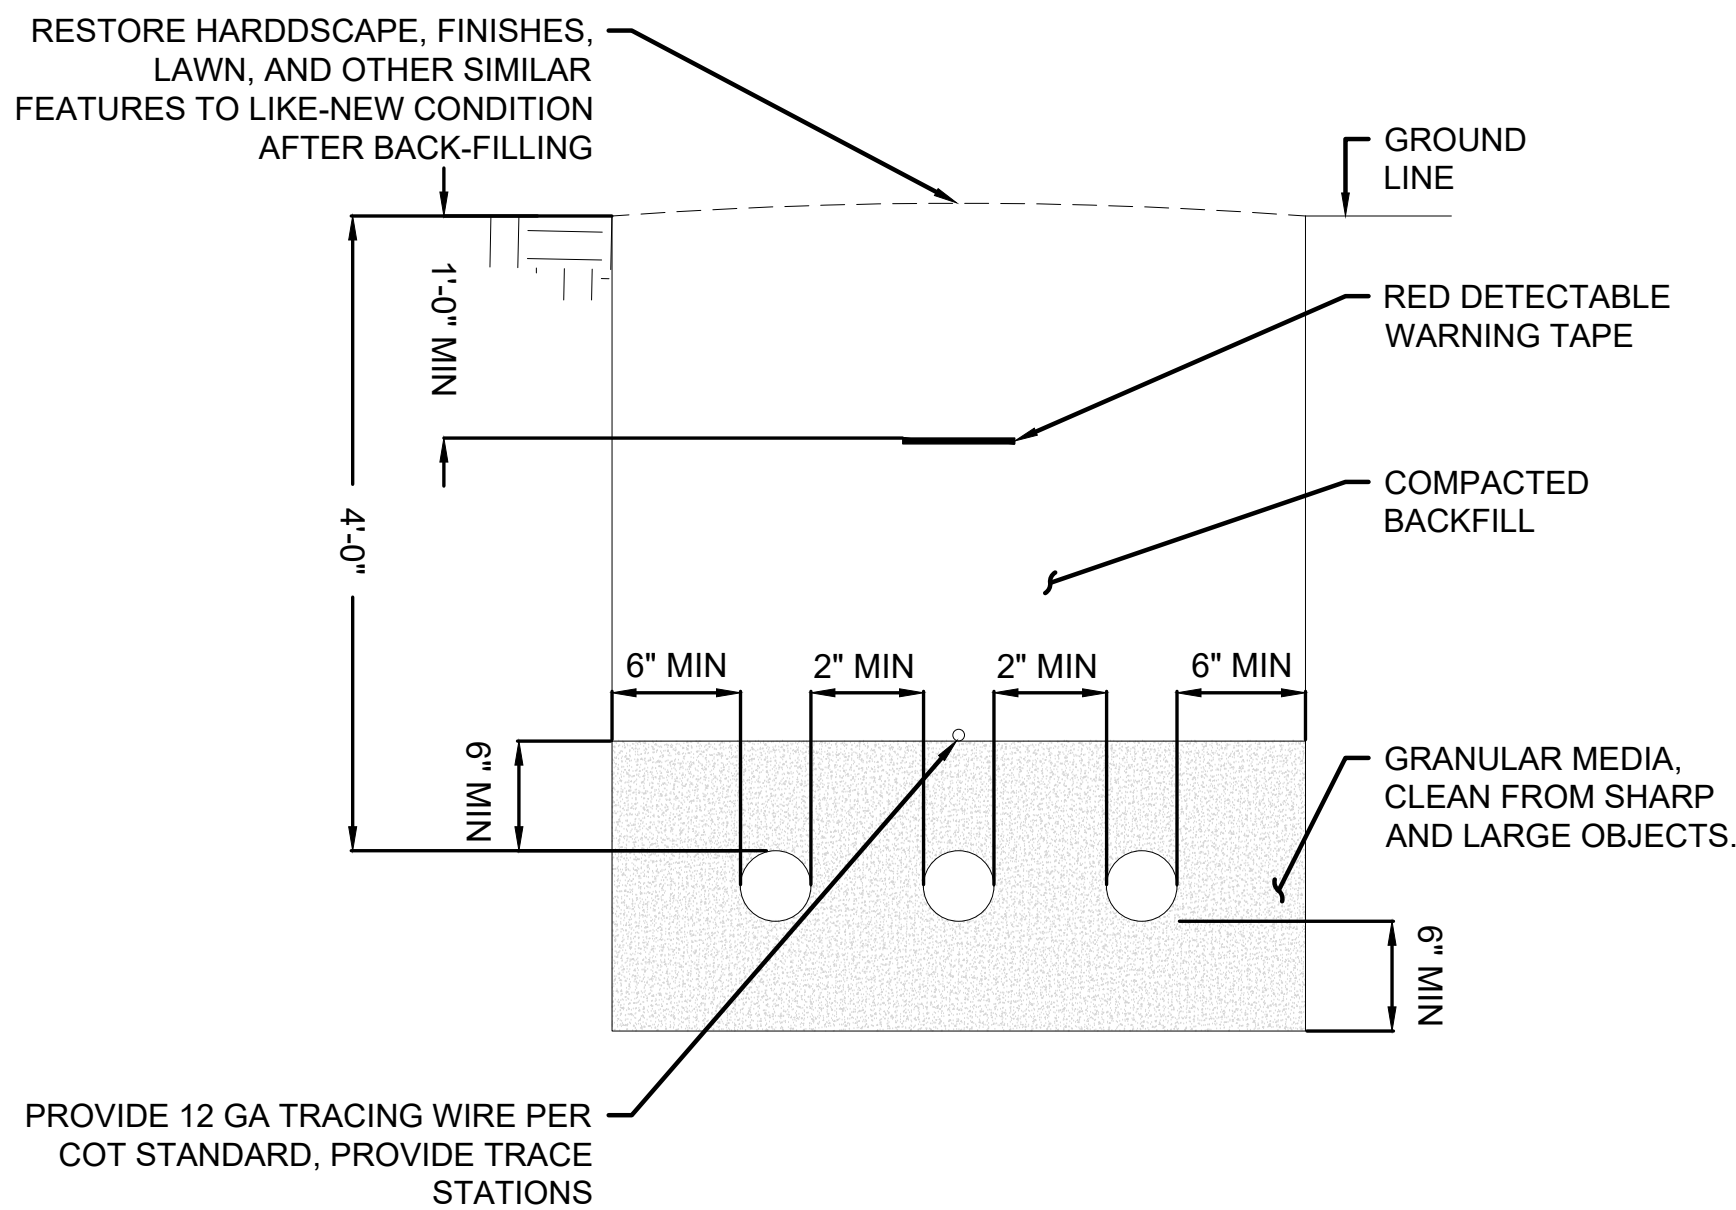 RESTORE HARDDSCAPE, FINISHES,
LAWN, AND OTHER SIMILAR
FEATURES TO LIKE-NEW CONDITION
AFTER BACK-FILLING
GROUND
LINE
1'-0" MIN
RED DETECTABLE
WARNING TAPE
4'-0"
COMPACTED
BACKFILL
6" MIN
2" MIN
2" MIN
6" MIN
6" MIN
GRANULAR MEDIA,
CLEAN FROM SHARP
AND LARGE OBJECTS.
6" MIN
PROVIDE 12 GA TRACING WIRE PER
COT STANDARD, PROVIDE TRACE
STATIONS